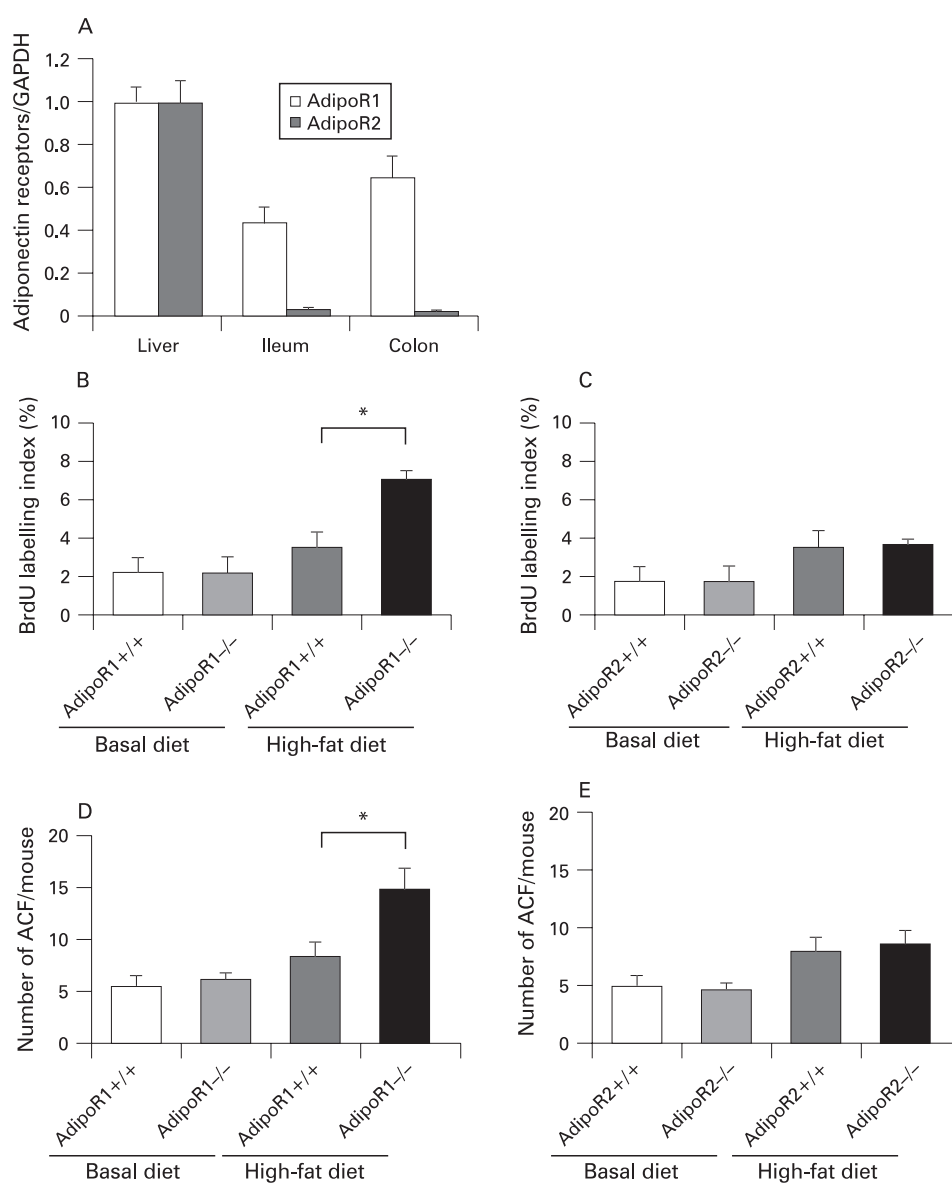 A
Adiponectin receptors/GAPDH
1.2
1.0
0.8
0.6
0.4
0.2
0
AdipoR1
AdipoR2
Liver Ileum Colon
B
BrdU labelling index (%)
10
8
6
4
2
0
*
AdipoR1+/+ AdipoR1–/– AdipoR1+/+ AdipoR1–/–
Basal diet High-fat diet
C
BrdU labelling index (%)
10
8
6
4
2
0
AdipoR2+/+ AdipoR2–/– AdipoR2+/+ AdipoR2–/–
Basal diet High-fat diet
D
Number of ACF/mouse
20
15
10
5
0
*
AdipoR1+/+ AdipoR1–/– AdipoR1+/+ AdipoR1–/–
Basal diet High-fat diet
E
Number of ACF/mouse
20
15
10
5
0
AdipoR2+/+ AdipoR2–/– AdipoR2+/+ AdipoR2–/–
Basal diet High-fat diet